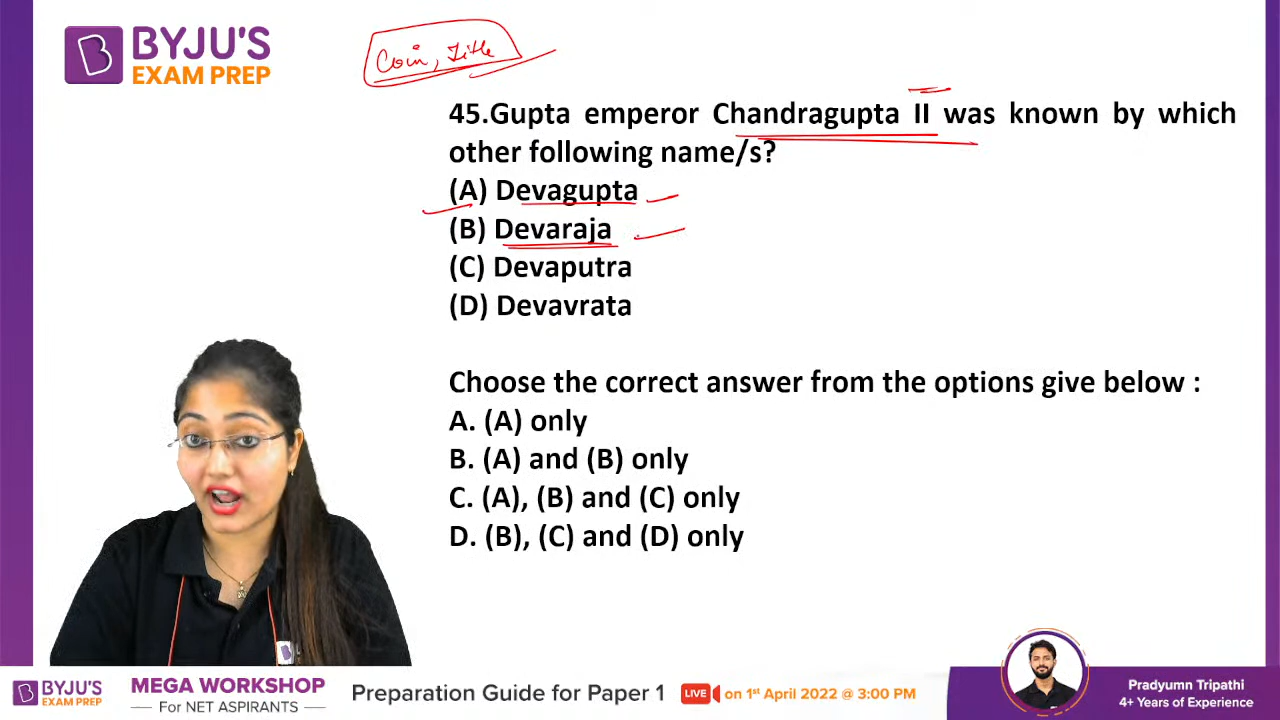 BYJU'S
EXAM PREP
Coin, Title
45.Gupta emperor Chandragupta II was known by which
other following name/s?
(A) Devagupta
(B) Devaraja
(C) Devaputra
(D) Devavrata
Choose the correct answer from the options give below :
A. (A) only
B. (A) and (B) only
C. (A), (B) and (C) only
D. (B), (C) and (D) only
BYJU'S
EXAM PREP
MEGA WORKSHOP
For NET ASPIRANTS
Preparation Guide for Paper 1
LIVE
on 1st April 2022 @ 3:00 PM
Pradyumn Tripathi
4+ Years of Experience